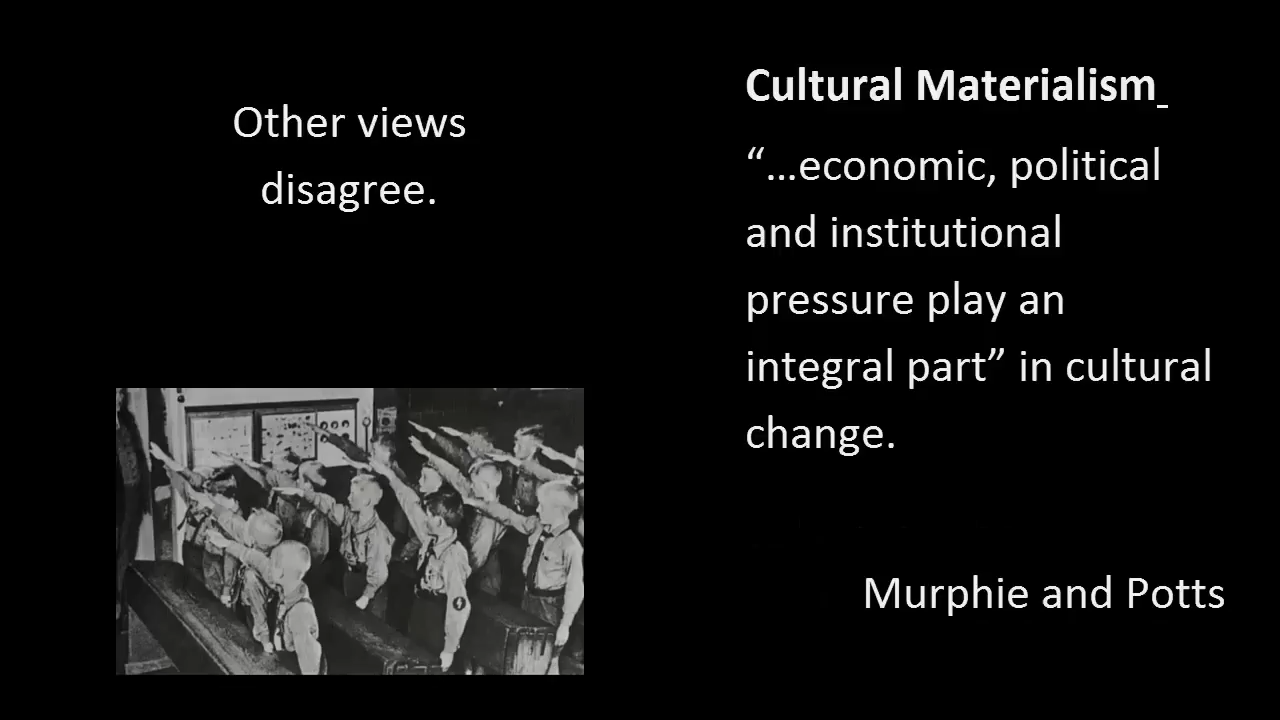 Other views
disagree.
Cultural Materialism
“…economic, political
and institutional
pressure play an
integral part” in cultural
change.
Murphie and Potts